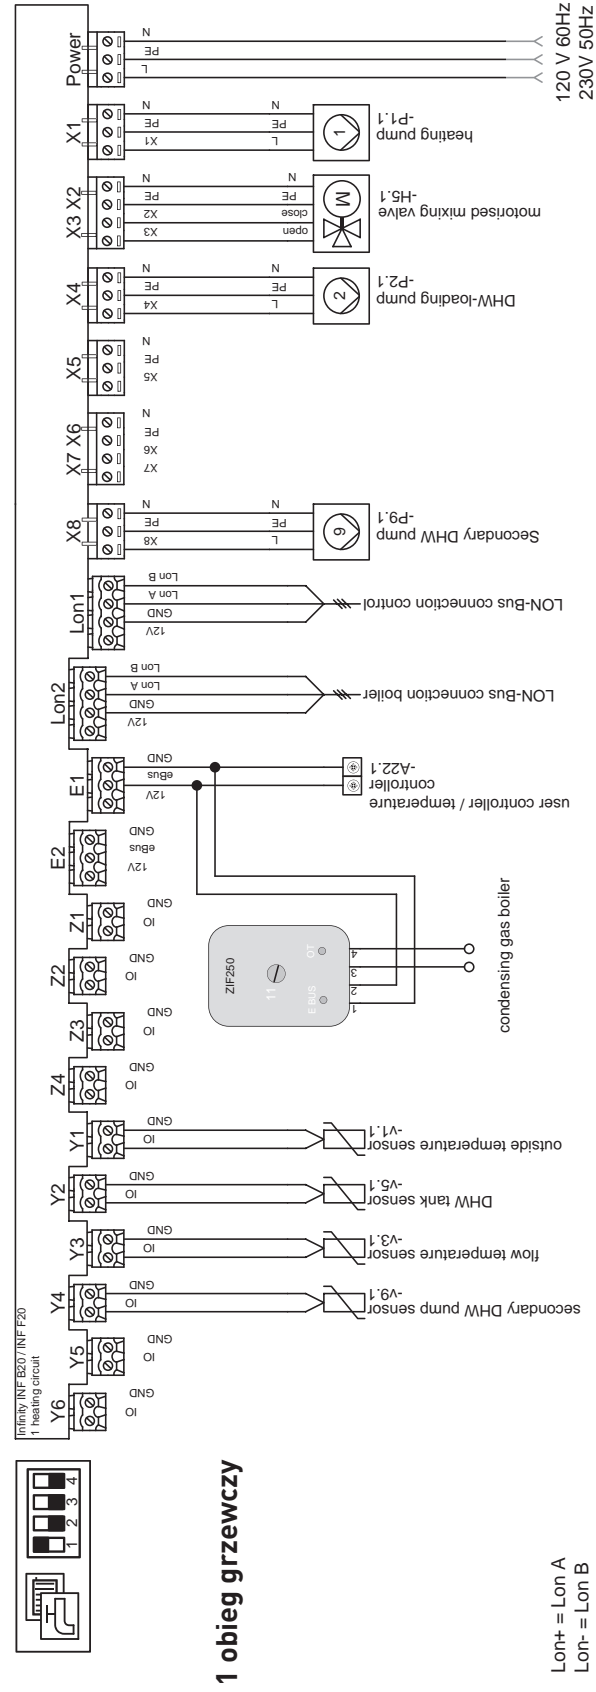 Power
N
PE
L
120 V 60Hz
230V 50Hz
X1
N
PE
X1
N
PE
L
1
-P1.1
heating pump
X3 X2
N
PE
X2
X3
N
PE
close
open
M
-H5.1
motorised mixing valve
X4
N
PE
X4
N
PE
L
2
-P2.1
DHW-loading pump
X5
N
PE
X5
X7 X6
N
PE
X6
X7
X8
N
PE
X8
N
PE
L
9
-P9.1
Secondary DHW pump
Lon1
Lon B
Lon A
GND
12V
LON-Bus connection control
Lon2
Lon B
Lon A
GND
12V
LON-Bus connection boiler
E1
GND
eBus
12V
-A22.1
controller
user controller / temperature
E2
GND
eBus
12V
Z1
GND
IO
Z2
GND
IO
Z3
GND
IO
Z4
GND
IO
ZIF250
11
E BUS
OT
4
3
2
1
condensing gas boiler
Y1
GND
IO
-v1.1
outside temperature sensor
Y2
GND
IO
-v5.1
DHW tank sensor
Y3
GND
IO
-v3.1
flow temperature sensor
Y4
GND
IO
-v9.1
secondary DHW pump sensor
Y5
GND
IO
Y6
GND
IO
Infinity INF B20 / INF F20
1 heating circuit
1 2 3 4
1 obieg grzewczy
Lon+ = Lon A
Lon- = Lon B